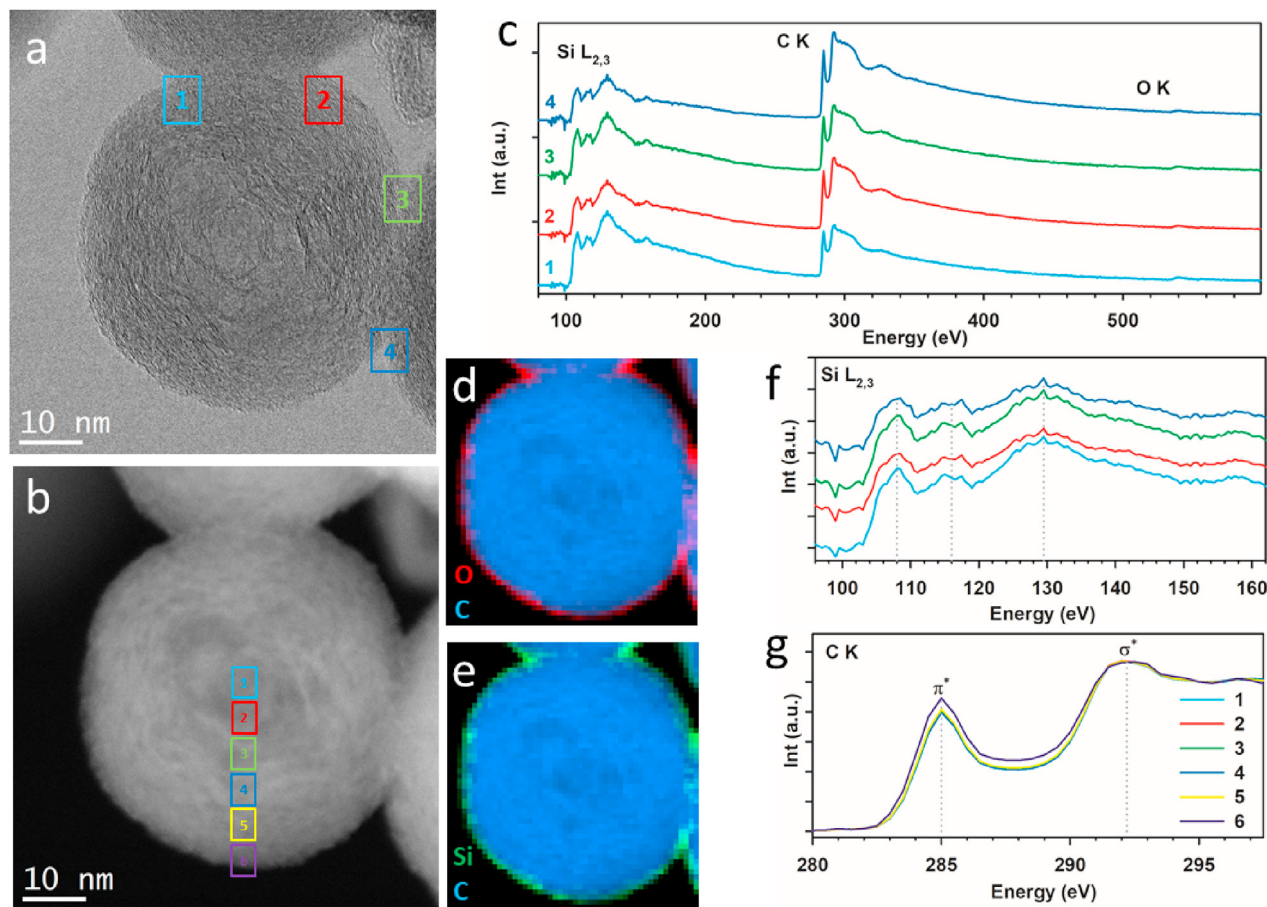 a
1
2
3
4
10 nm
b
1
2
3
4
5
6
10 nm
c
Si L2,3
C K
O K
4
3
2
1
Int (a.u.)
100 200 300 400 500
Energy (eV)
d
O
C
e
Si
C
f
Si L2,3
Int (a.u.)
100 110 120 130 140 150 160
Energy (eV)
g
C K
π*
σ*
1
2
3
4
5
6
Int (a.u.)
280 285 290 295
Energy (eV)